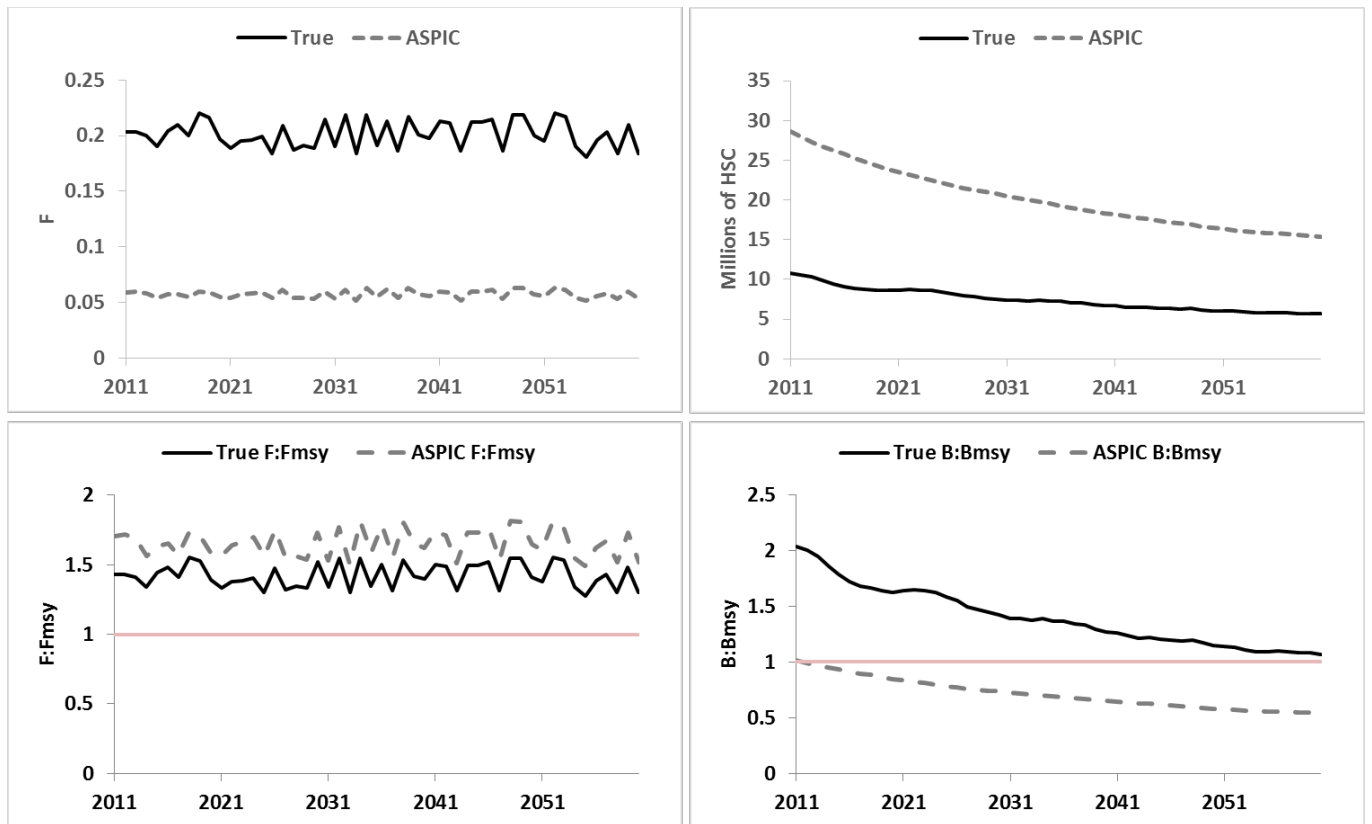 True ASPIC
0.25
0.2
0.15
0.1
0.05
0
F
2011 2021 2031 2041 2051
True ASPIC
35
30
25
20
15
10
5
0
Millions of HSC
2011 2021 2031 2041 2051
True F:Fmsy ASPIC F:Fmsy
2
1.5
1
0.5
0
F:Fmsy
2011 2021 2031 2041 2051
True B:Bmsy ASPIC B:Bmsy
2.5
2
1.5
1
0.5
0
B:Bmsy
2011 2021 2031 2041 2051